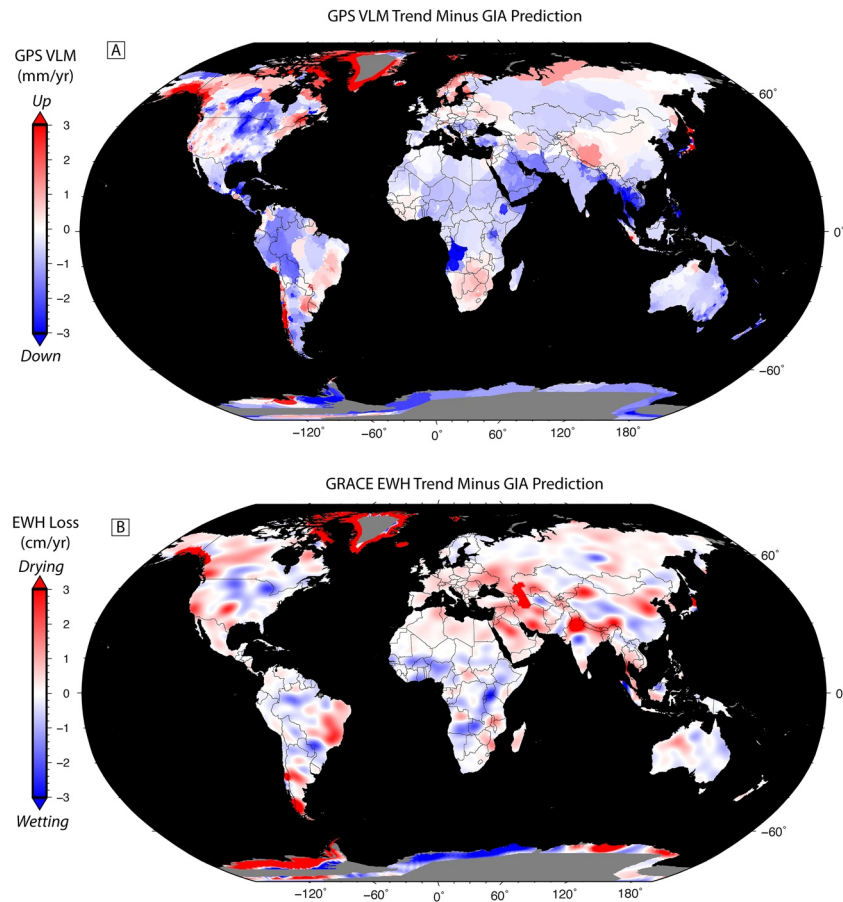 GPS VLM Trend Minus GIA Prediction
A
GPS VLM
(mm/yr)
Up
3
2
1
0
−1
−2
−3
Down
60°
0°
−60°
−120° −60° 0° 60° 120° 180°
GRACE EWH Trend Minus GIA Prediction
B
EWH Loss
(cm/yr)
Drying
3
2
1
0
−1
−2
−3
Wetting
60°
0
−60°
−120° −60° 0° 60° 120° 180°